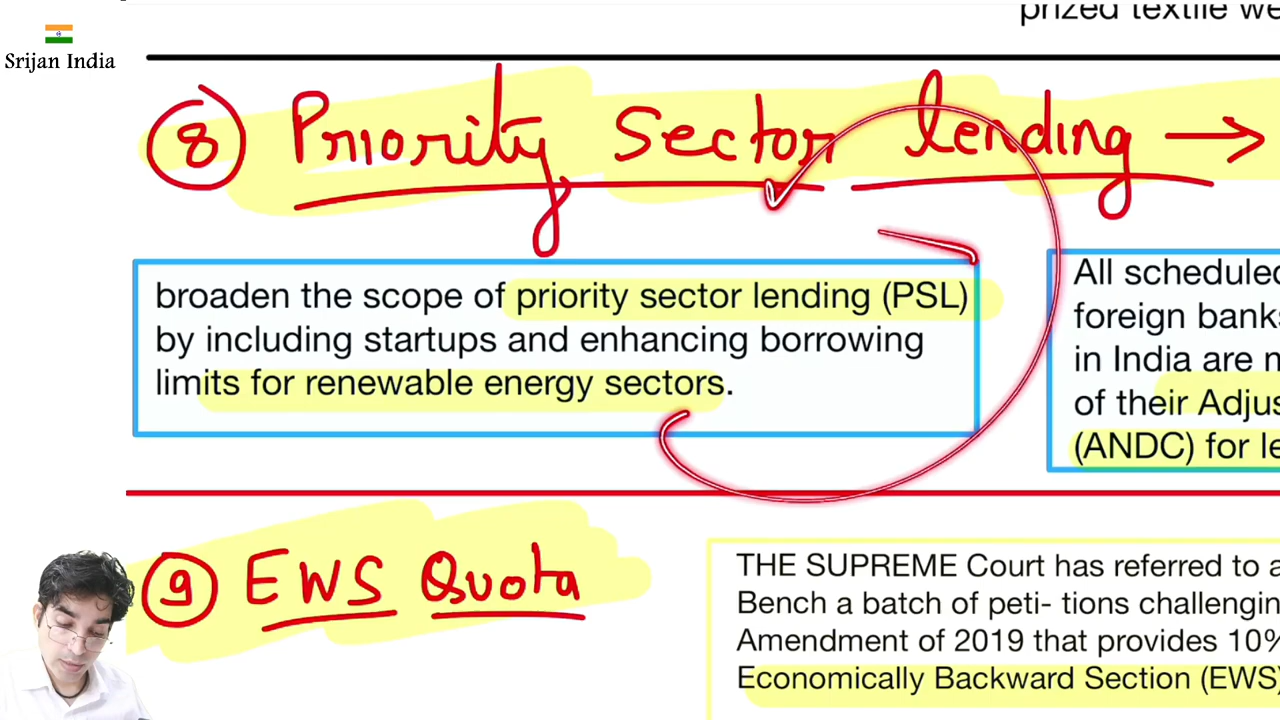 prized textile we
Srijan India
8 Priority Sector lending →
broaden the scope of priority sector lending (PSL)
by including startups and enhancing borrowing
limits for renewable energy sectors.
All scheduled
foreign banks
in India are n
of their Adjus
(ANDC) for le
9 EWS Quota
THE SUPREME Court has referred to a
Bench a batch of peti- tions challengin
Amendment of 2019 that provides 10%
Economically Backward Section (EWS)